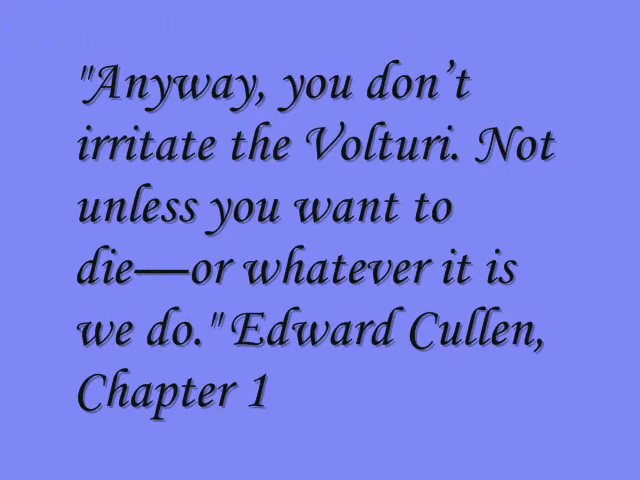 "Anyway, you don’t
irritate the Volturi. Not
unless you want to
die—or whatever it is
we do." Edward Cullen,
Chapter 1